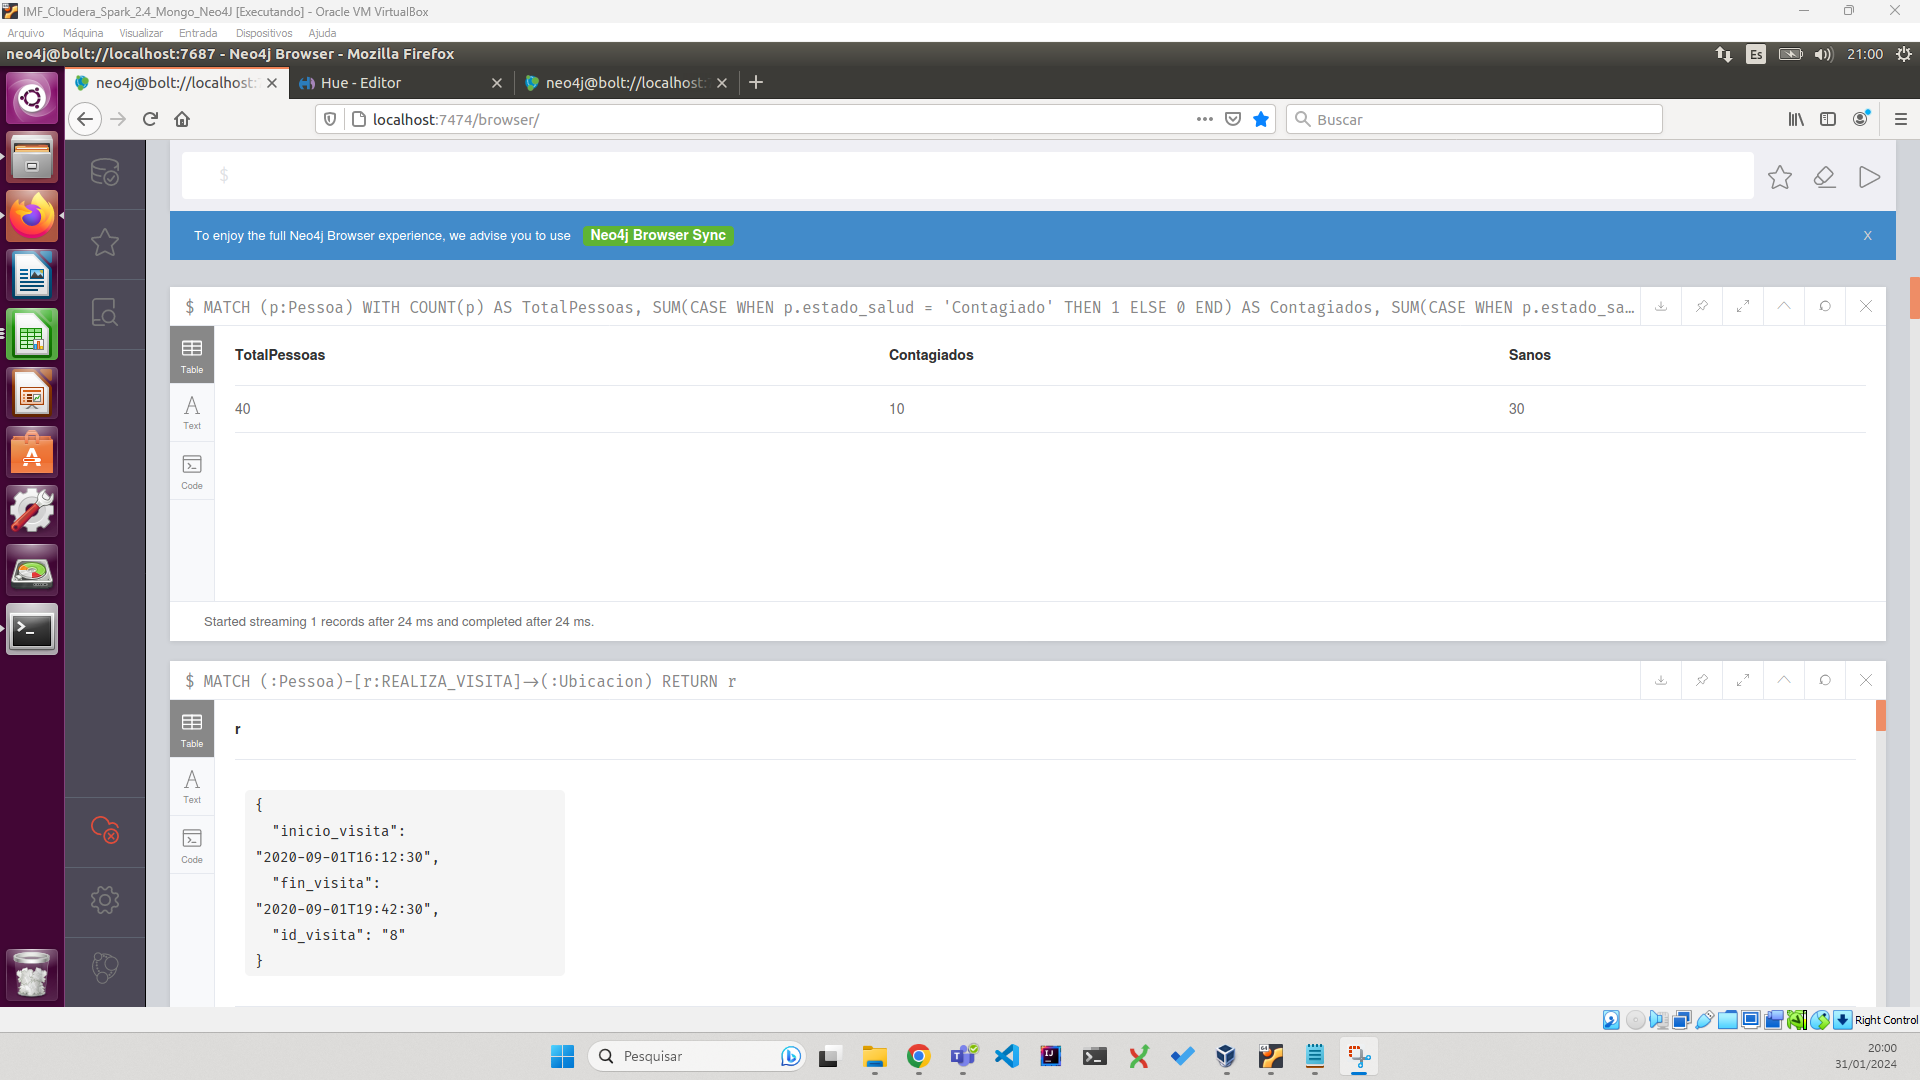 IMF_Cloudera_Spark_2.4_Mongo_Neo4J [Executando] - Oracle VM VirtualBox
Arquivo Máquina Visualizar Entrada Dispositivos Ajuda
neo4j@bolt://localhost:7687 - Neo4j Browser - Mozilla Firefox
Es
21:00
neo4j@bolt://localhost:
Hue - Editor
neo4j@bolt://localhost:
localhost:7474/browser/
Buscar
$
To enjoy the full Neo4j Browser experience, we advise you to use Neo4j Browser Sync
x
$ MATCH (p:Pessoa) WITH COUNT(p) AS TotalPessoas, SUM(CASE WHEN p.estado_salud = 'Contagiado' THEN 1 ELSE 0 END) AS Contagiados, SUM(CASE WHEN p.estado_sa…
Table
Text
Code
TotalPessoas Contagiados Sanos
40 10 30
Started streaming 1 records after 24 ms and completed after 24 ms.
$ MATCH (:Pessoa)-[r:REALIZA_VISITA]→(:Ubicacion) RETURN r
Table
Text
Code
r
{
"inicio_visita":
"2020-09-01T16:12:30",
"fin_visita":
"2020-09-01T19:42:30",
"id_visita": "8"
}
Right Control
Pesquisar
20:00
31/01/2024